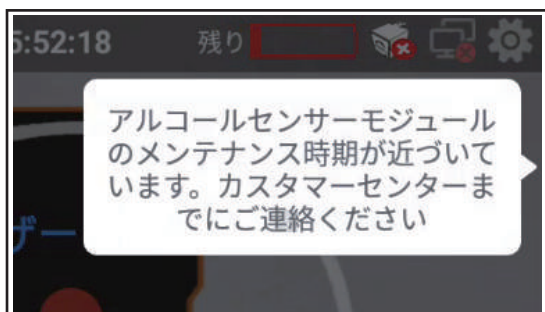 5:52:18 残り
アルコールセンサーモジュール
のメンテナンス時期が近づいて
います。カスタマーセンターま
でにご連絡ください
ザー